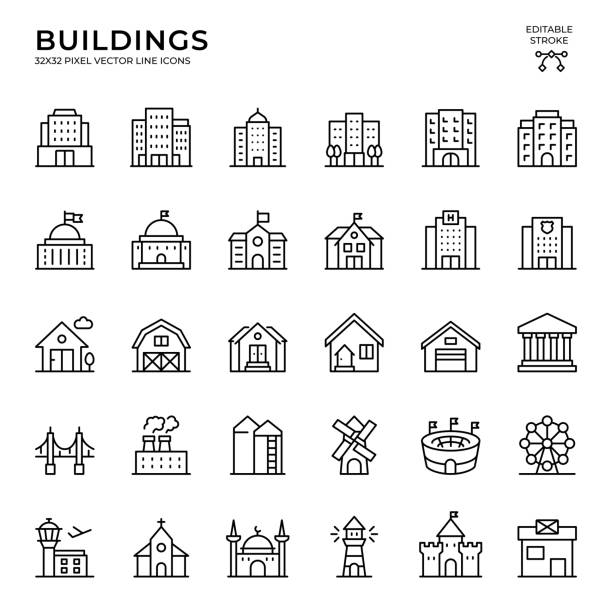 BUILDINGS
32X32 PIXEL VECTOR LINE ICONS
EDITABLE
STROKE
H